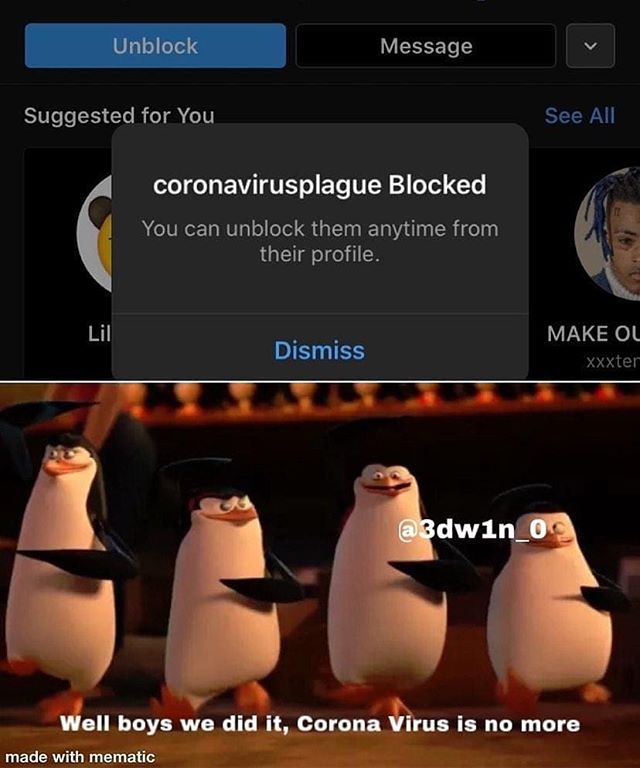 Unblock
Message
Suggested for You
See All
coronavirusplague Blocked
You can unblock them anytime from
their profile.
Lil
MAKE OU
xxxter
Dismiss
@3dw1n_0
Well boys we did it, Corona Virus is no more
made with mematic